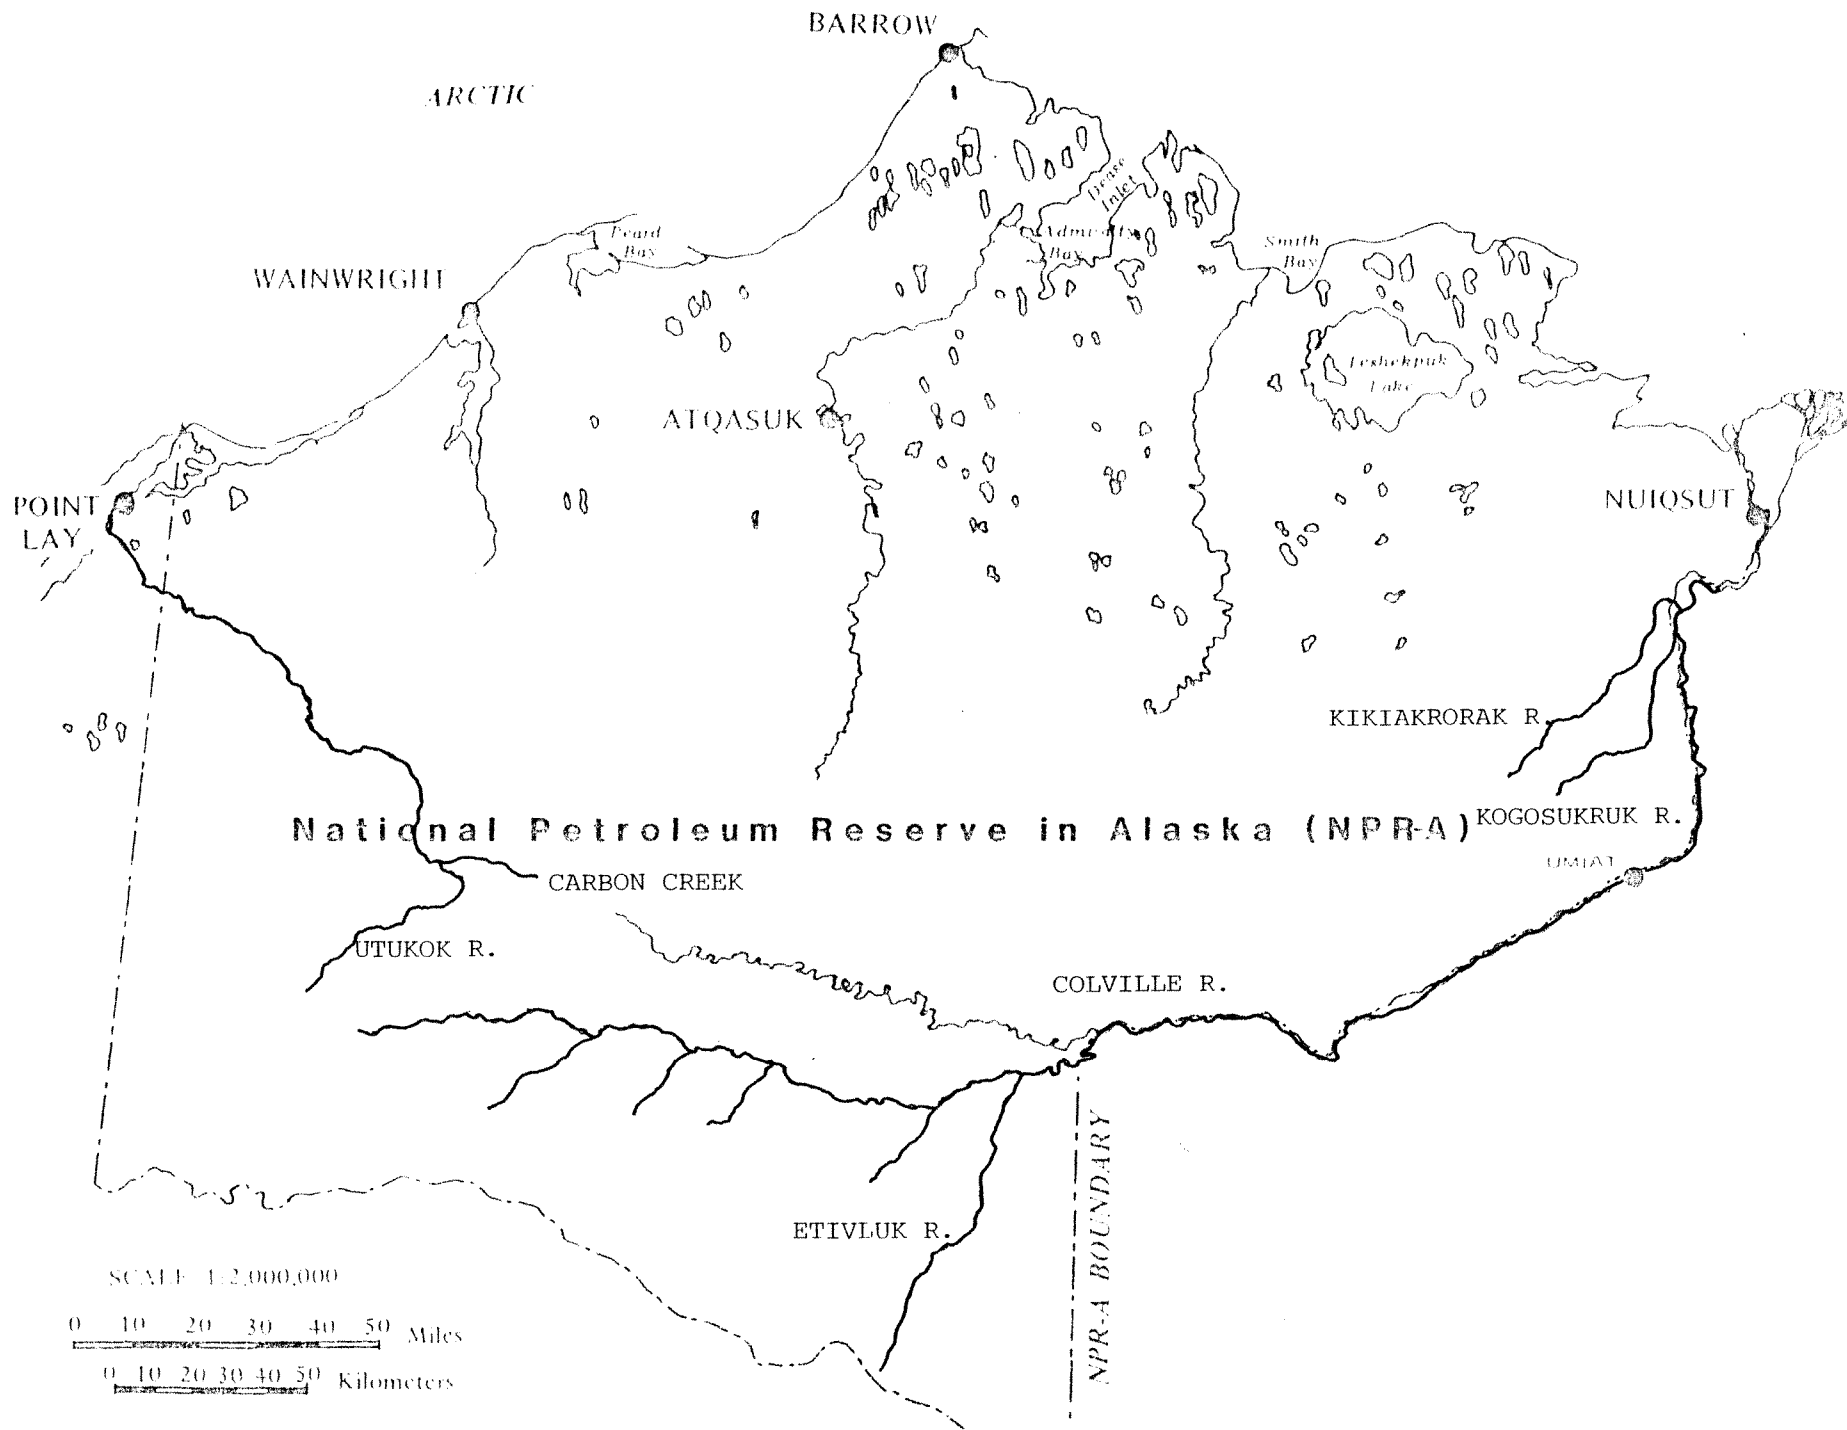 BARROW
ARCTIC
Dease
Inlet
Peard
Bay
Admiralty
Bay
Smith
Bay
WAINWRIGHT
Teshekpuk
Lake
ATQASUK
POINT
LAY
NUIQSUT
KIKIAKRORAK R.
National Petroleum Reserve in Alaska (NPR-A)
KOGOSUKRUK R.
UMIAT
CARBON CREEK
UTUKOK R.
COLVILLE R.
NPR-A BOUNDARY
ETIVLUK R.
SCALE 1:2,000,000
0 10 20 30 40 50 Miles
0 10 20 30 40 50 Kilometers